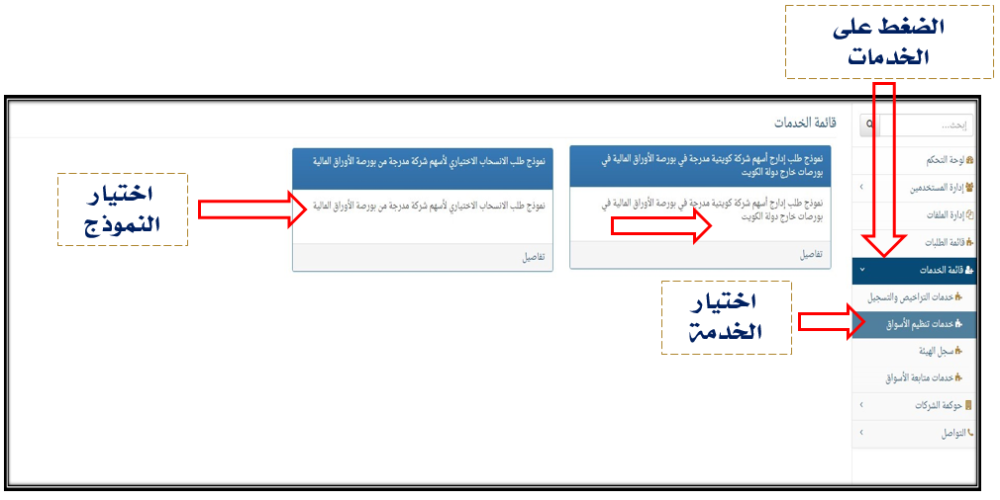 الضغط على
الخدمات
إبحث...
لوحة التحكم
إدارة المستخدمين
إدارة الملفات
قائمة الطلبات
قائمة الخدمات
خدمات التراخيص والتسجيل
خدمات تنظيم الأسواق
سجل الهيئة
خدمات متابعة الأسواق
حوكمة الشركات
التواصل
قائمة الخدمات
نموذج طلب إدارج أسهم شركة كويتية مدرجة في بورصة الأوراق المالية في
بورصات خارج دولة الكويت
نموذج طلب إدارج أسهم شركة كويتية مدرجة في بورصة الأوراق المالية في
بورصات خارج دولة الكويت
تفاصيل
نموذج طلب الانسحاب الاختياري لأسهم شركة مدرجة من بورصة الأوراق المالية
نموذج طلب الانسحاب الاختياري لأسهم شركة مدرجة من بورصة الأوراق المالية
تفاصيل
اختيار
النموذج
اختيار
الخدمة